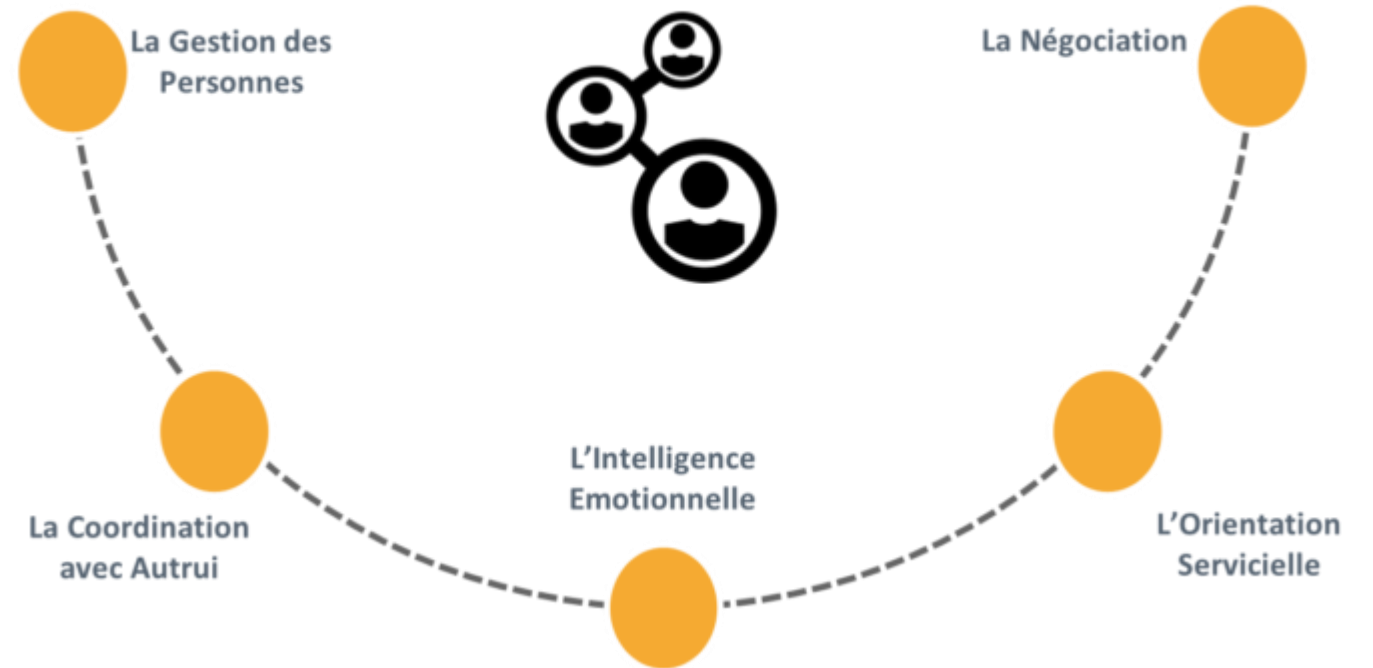 La Gestion des
Personnes
La Négociation
La Coordination
avec Autrui
L’Intelligence
Emotionnelle
L’Orientation
Servicielle